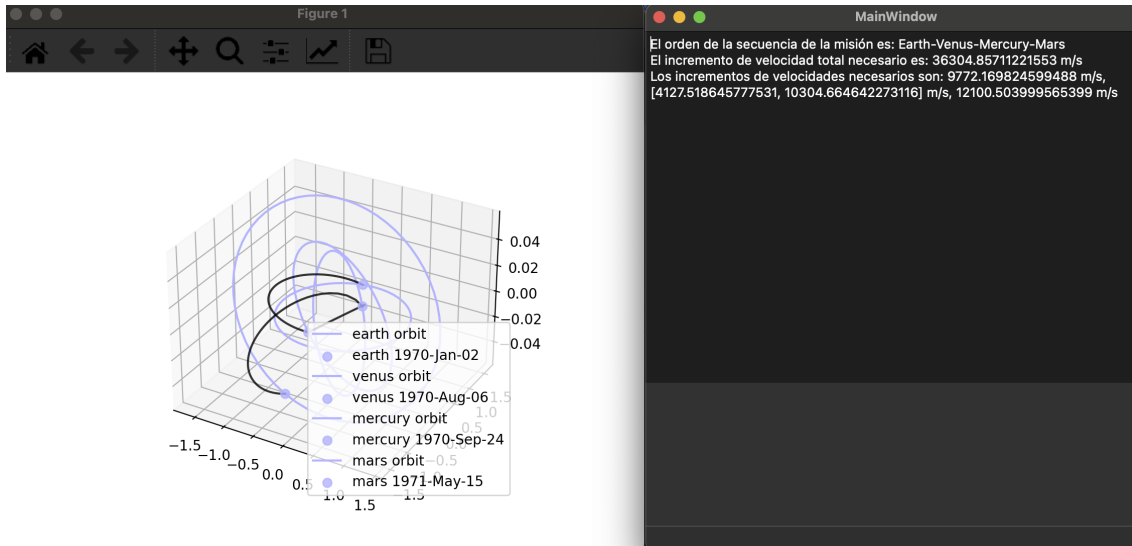 Figure 1
0.04
0.02
0.00
−0.02
−0.04
earth orbit
earth 1970-Jan-02
venus orbit
venus 1970-Aug-06
mercury orbit
mercury 1970-Sep-24
mars orbit
mars 1971-May-15
1.5
1.0
0.5
−0.5
−1.5
−1.5
−1.0
−0.5
0.0
0.5
1.0
1.5
MainWindow
El orden de la secuencia de la misión es: Earth-Venus-Mercury-Mars
El incremento de velocidad total necesario es: 36304.85711221553 m/s
Los incrementos de velocidades necesarios son: 9772.169824599488 m/s,
[4127.518645777531, 10304.664642273116] m/s, 12100.503999565399 m/s